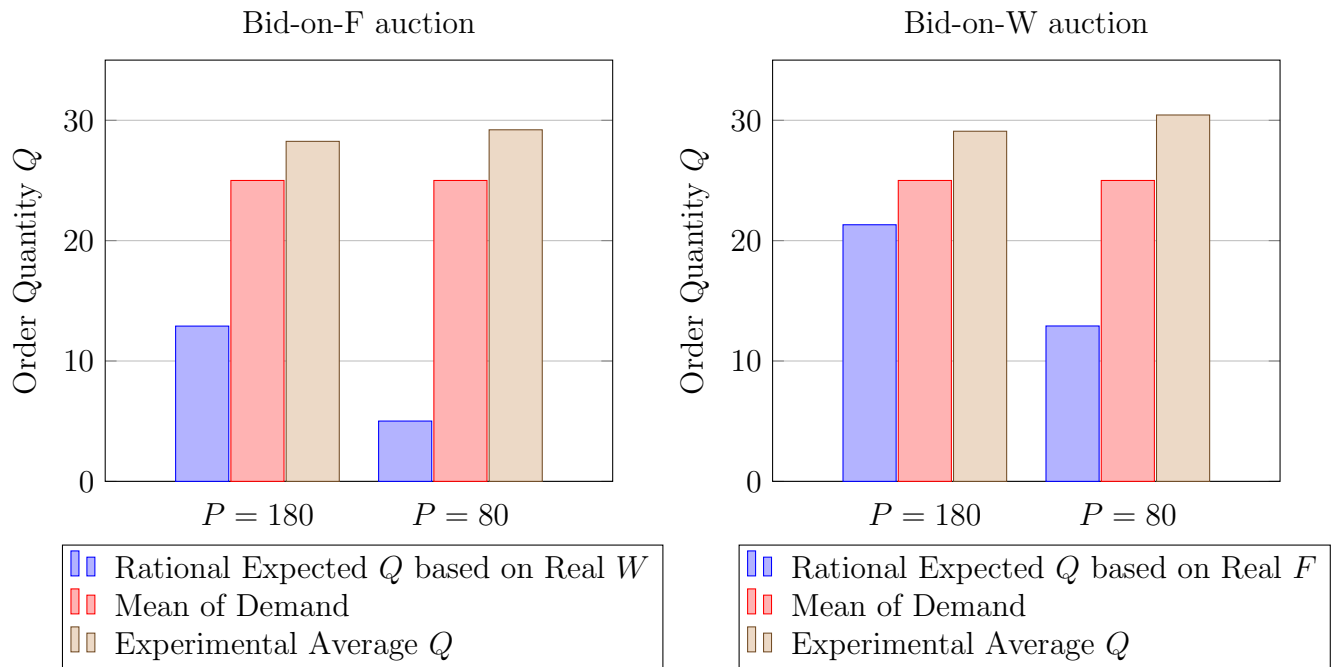 Bid-on-F auction
Order Quantity Q
30
20
10
0
P = 180
P = 80
Rational Expected Q based on Real W
Mean of Demand
Experimental Average Q
Bid-on-W auction
Order Quantity Q
30
20
10
0
P = 180
P = 80
Rational Expected Q based on Real F
Mean of Demand
Experimental Average Q